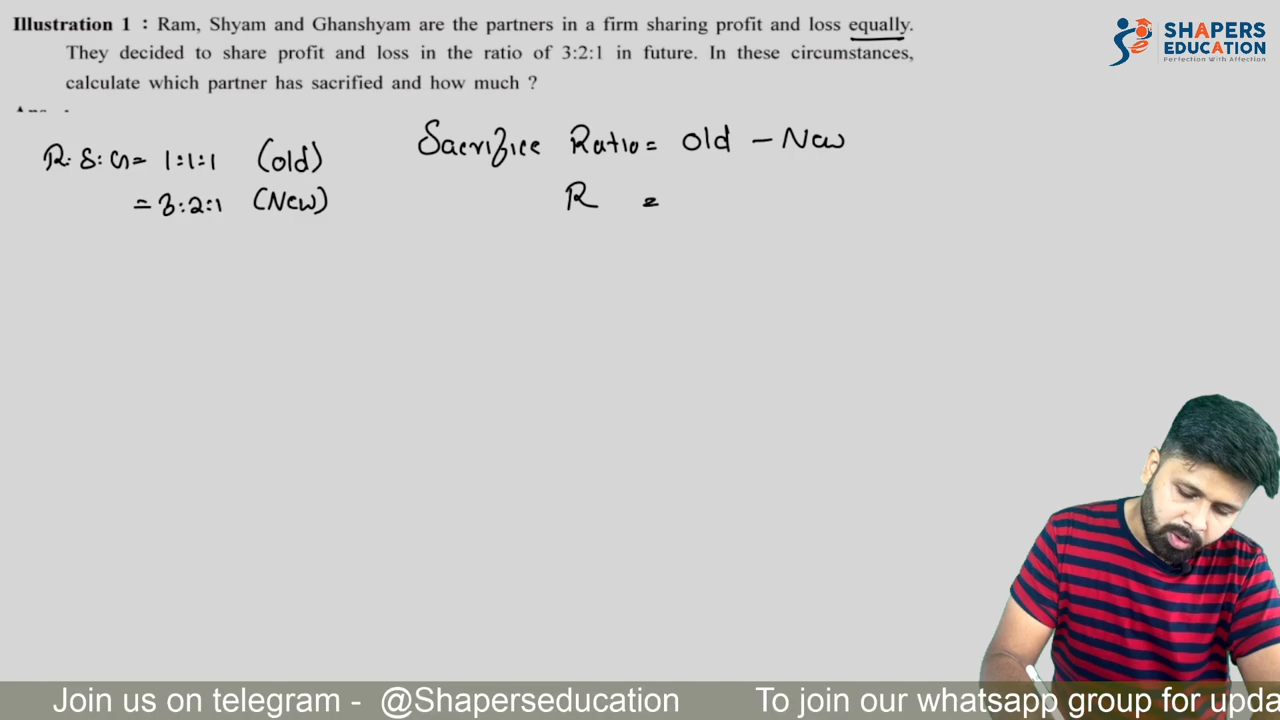 Illustration 1 : Ram, Shyam and Ghanshyam are the partners in a firm sharing profit and loss equally.
They decided to share profit and loss in the ratio of 3:2:1 in future. In these circumstances,
calculate which partner has sacrified and how much ?
SHAPERS
EDUCATION
Perfection With Affection
R: S: G= 1:1:1 (old)
= 3:2:1 (New)
Sacrifice Ratio= Old - New
R =
Join us on telegram - @Shaperseducation To join our whatsapp group for upda